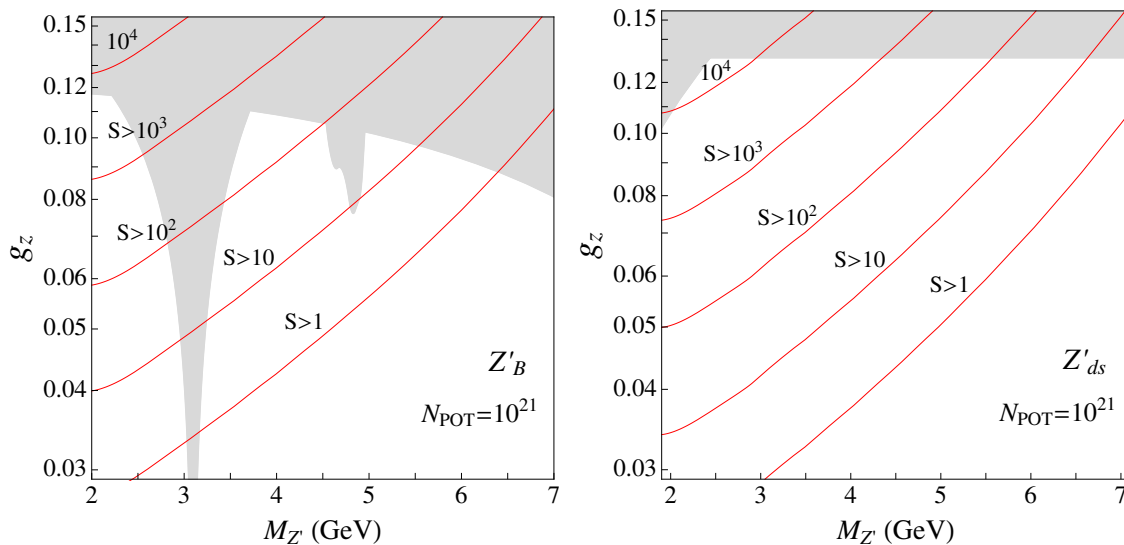 0.15
0.12
0.10
0.08
0.06
0.05
0.04
0.03
g_z
10^4
S>10^3
S>10^2
S>10
S>1
Z'_B
N_POT=10^21
2 3 4 5 6 7
M_Z' (GeV)
0.15
0.12
0.10
0.08
0.06
0.05
0.04
0.03
g_z
10^4
S>10^3
S>10^2
S>10
S>1
Z'_ds
N_POT=10^21
2 3 4 5 6 7
M_Z' (GeV)